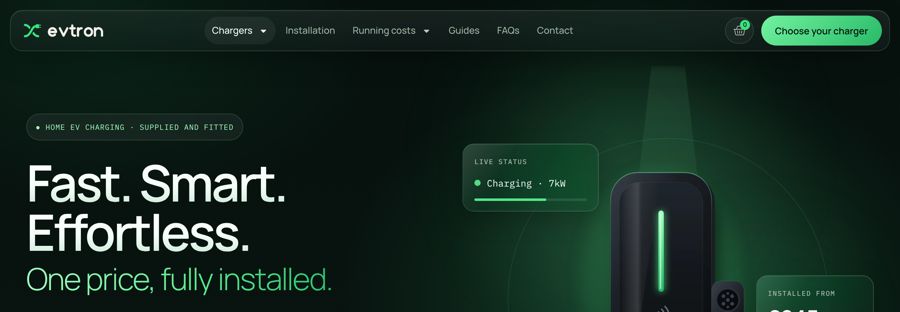 evtron
Chargers
Installation
Running costs
Guides
FAQs
Contact
0
Choose your charger
HOME EV CHARGING · SUPPLIED AND FITTED
Fast. Smart.
Effortless.
One price, fully installed.
LIVE STATUS
Charging · 7kW
INSTALLED FROM